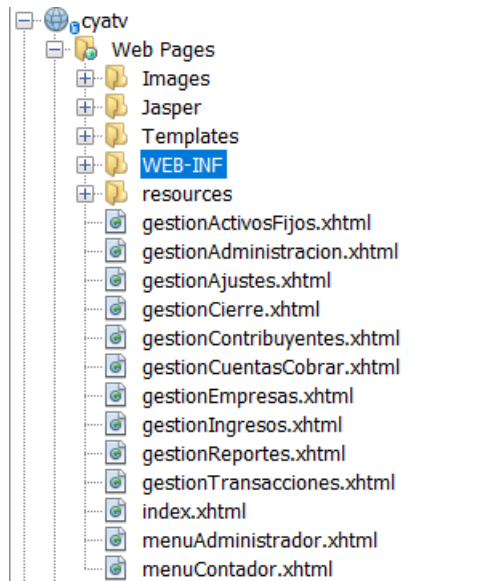 cyatv
Web Pages
Images
Jasper
Templates
WEB-INF
resources
gestionActivosFijos.xhtml
gestionAdministracion.xhtml
gestionAjustes.xhtml
gestionCierre.xhtml
gestionContribuyentes.xhtml
gestionCuentasCobrar.xhtml
gestionEmpresas.xhtml
gestionIngresos.xhtml
gestionReportes.xhtml
gestionTransacciones.xhtml
index.xhtml
menuAdministrador.xhtml
menuContador.xhtml